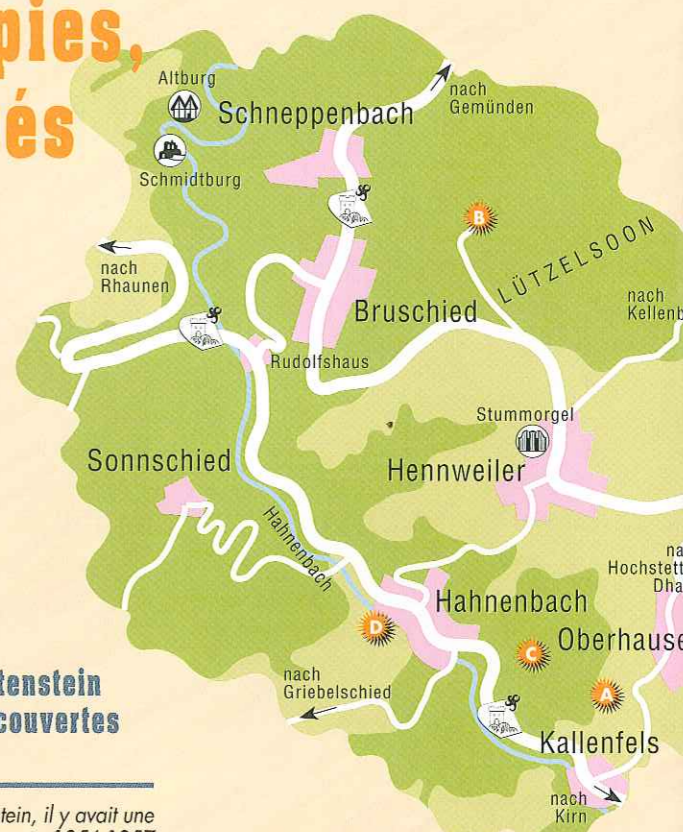 pies,
és
Altburg
Schneppenbach
nach
Gemünden
Schmidtburg
B
LÜTZELSOON
nach
Rhaunen
nach
Kellenb
Bruschied
Rudolfshaus
Stummorgel
Sonnschied
Hennweiler
Hahnenbach
na
Hochstett
Dha
Hahnenbach
D
C
Oberhause
nach
Griebelschied
A
tenstein
couvertes
Kallenfels
nach
Kirn
stein, il y avait une